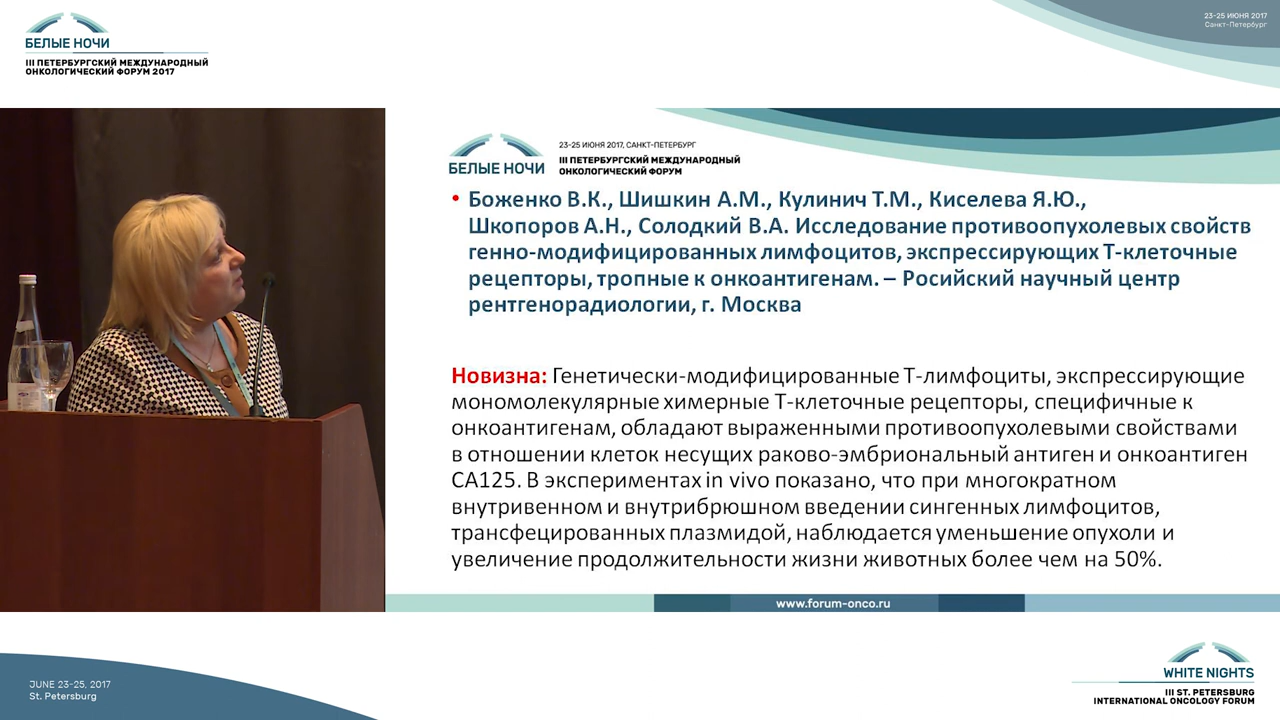 БЕЛЫЕ НОЧИ
III ПЕТЕРБУРГСКИЙ МЕЖДУНАРОДНЫЙ
ОНКОЛОГИЧЕСКИЙ ФОРУМ 2017
23-25 ИЮНЯ 2017
Санкт-Петербург
БЕЛЫЕ НОЧИ
23-25 ИЮНЯ 2017, САНКТ-ПЕТЕРБУРГ
III ПЕТЕРБУРГСКИЙ МЕЖДУНАРОДНЫЙ
ОНКОЛОГИЧЕСКИЙ ФОРУМ
• Боженко В.К., Шишкин А.М., Кулинич Т.М., Киселева Я.Ю.,
Шкопоров А.Н., Солодкий В.А. Исследование противоопухолевых свойств
генно-модифицированных лимфоцитов, экспрессирующих Т-клеточные
рецепторы, тропные к онкоантигенам. – Росийский научный центр
рентгенорадиологии, г. Москва
Новизна: Генетически-модифицированные Т-лимфоциты, экспрессирующие
мономолекулярные химерные Т-клеточные рецепторы, специфичные к
онкоантигенам, обладают выраженными противоопухолевыми свойствами
в отношении клеток несущих раково-эмбриональный антиген и онкоантиген
СА125. В экспериментах in vivo показано, что при многократном
внутривенном и внутрибрюшном введении сингенных лимфоцитов,
трансфецированных плазмидой, наблюдается уменьшение опухоли и
увеличение продолжительности жизни животных более чем на 50%.
www.forum-onco.ru
JUNE 23-25, 2017
St. Petersburg
WHITE NIGHTS
III ST. PETERSBURG
INTERNATIONAL ONCOLOGY FORUM